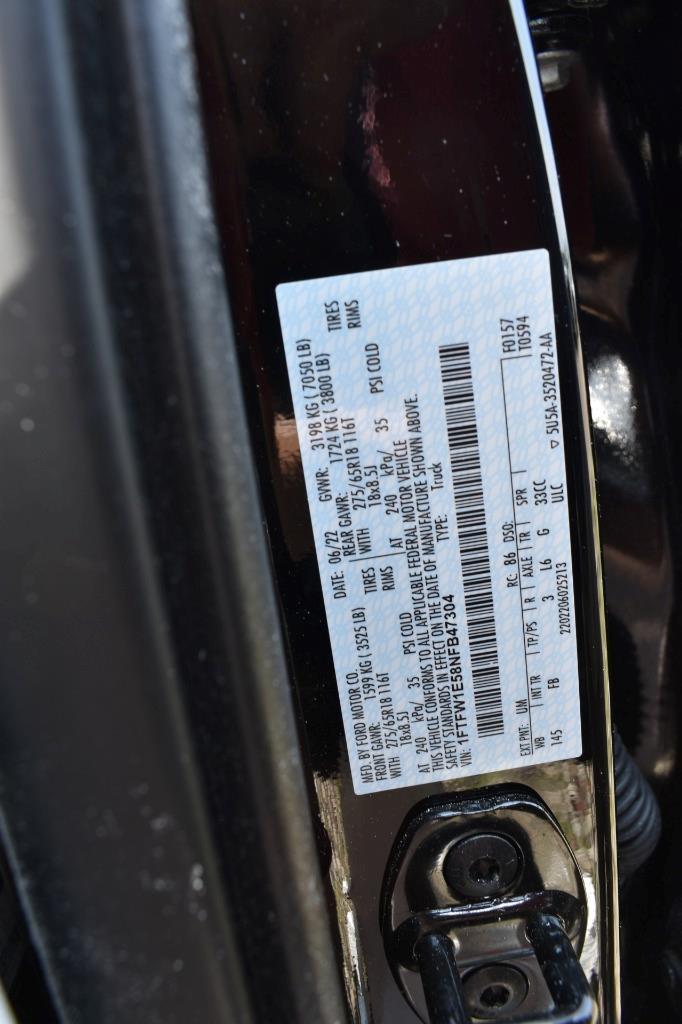 MFD. BY FORD MOTOR CO. DATE: 06/22 GVWR: 3198 KG ( 7050 LB)
FRONT GAWR: 1599 KG ( 3525 LB) REAR GAWR: 1724 KG ( 3800 LB)
WITH 275/65R18 116T TIRES WITH 275/65R18 116T TIRES
18x8.5J RIMS 18x8.5J RIMS
AT 240 kPa/ 35 PSI COLD AT 240 kPa/ 35 PSI COLD
THIS VEHICLE CONFORMS TO ALL APPLICABLE FEDERAL MOTOR VEHICLE
SAFETY STANDARDS IN EFFECT ON THE DATE OF MANUFACTURE SHOWN ABOVE.
VIN: 1FTFW1E58NFB47304 TYPE: Truck
EXT PNT: UM RC: 86 DSO: F0157
WB INTTR TP/PS R AXLE TR SPR T0594
145 FB 3 L6 G 33CC
2202206025213 ULC ▽ 5U5A-3520472-AA